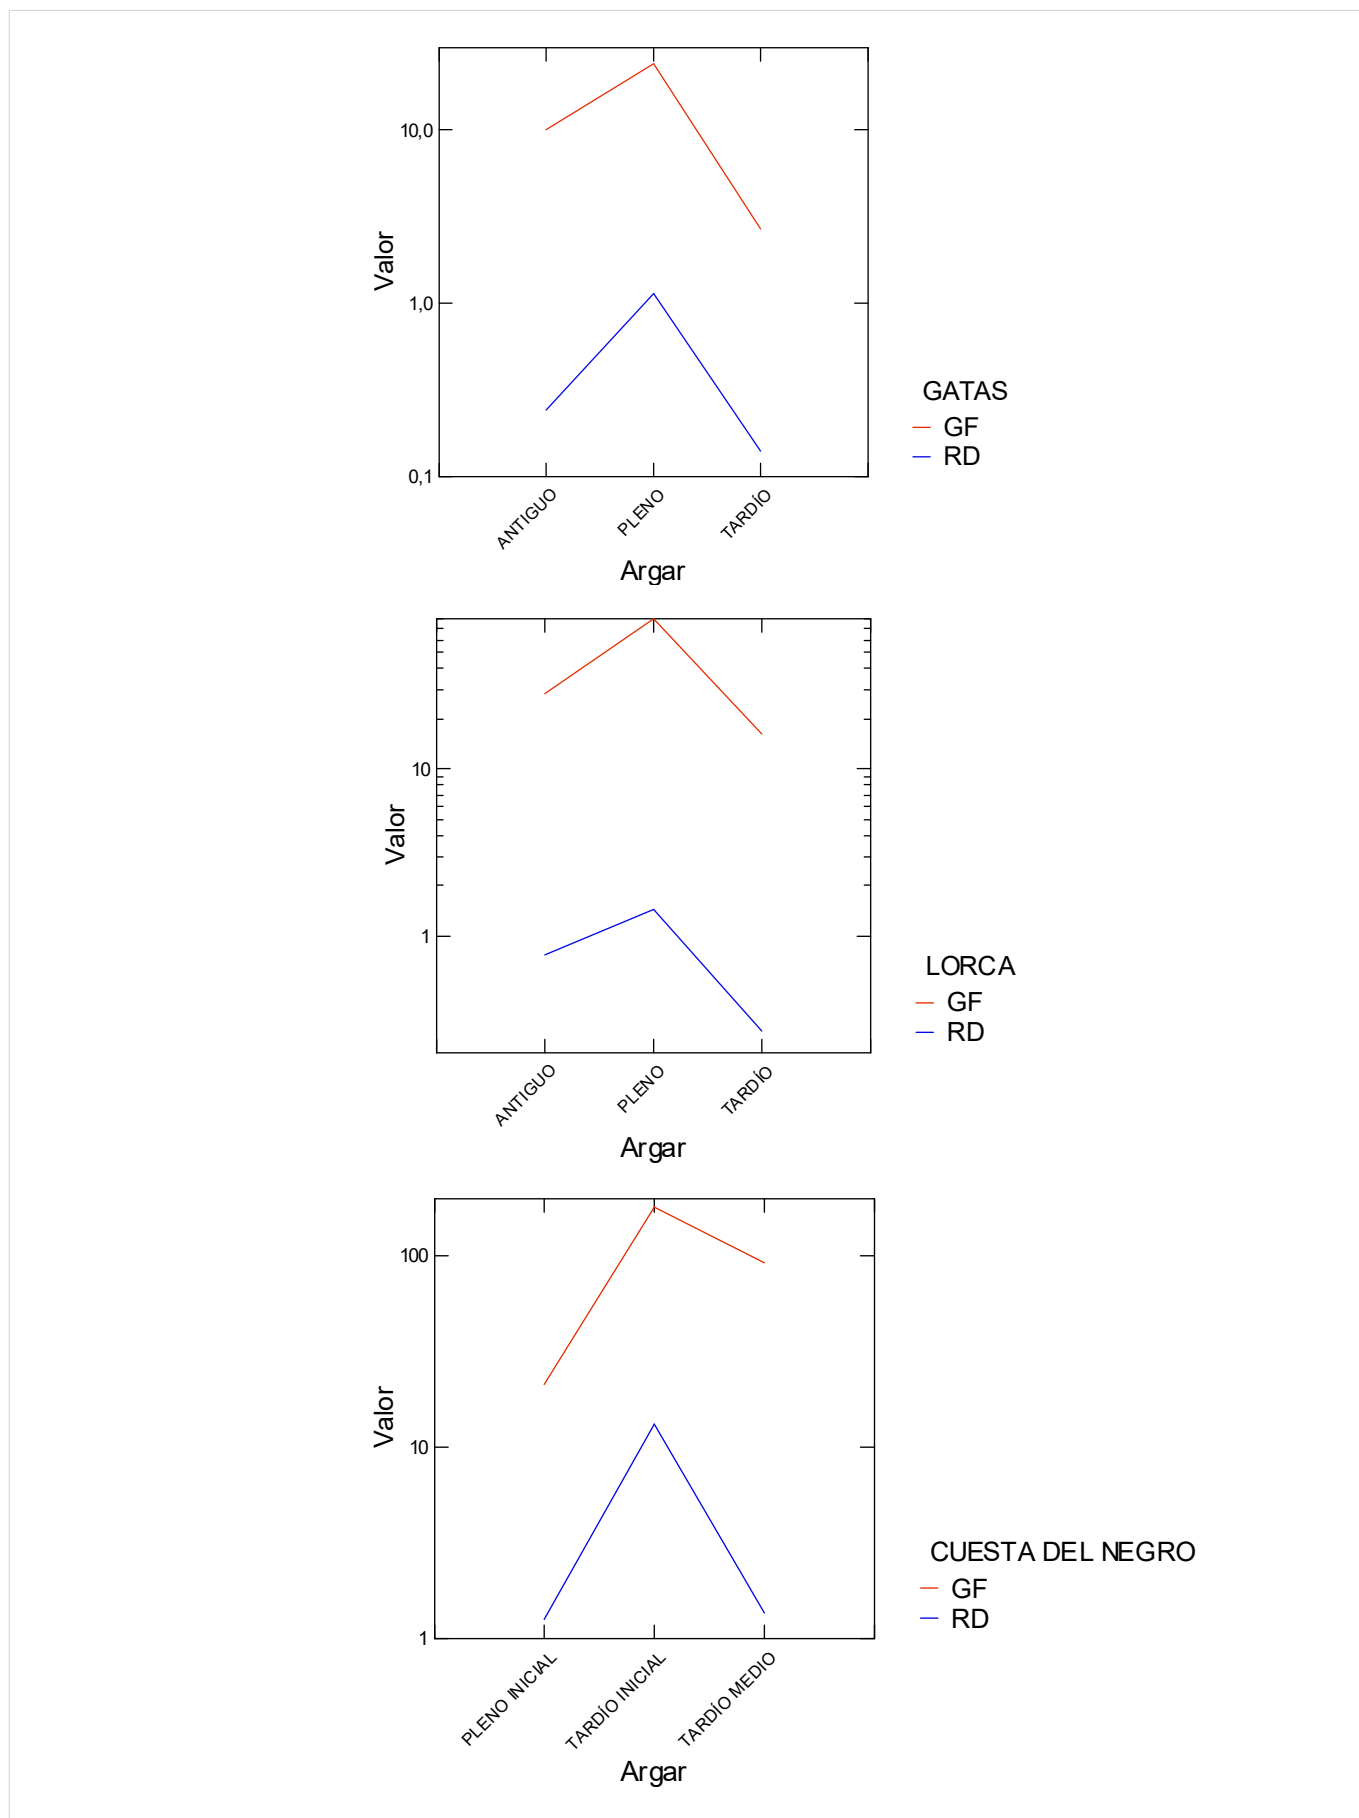 10,0
Valor
1,0
0,1
ANTIGUO
PLENO
TARDÍO
Argar
GATAS
GF
RD
10
Valor
1
ANTIGUO
PLENO
TARDÍO
Argar
LORCA
GF
RD
100
Valor
10
1
PLENO INICIAL
TARDÍO INICIAL
TARDÍO MEDIO
Argar
CUESTA DEL NEGRO
GF
RD